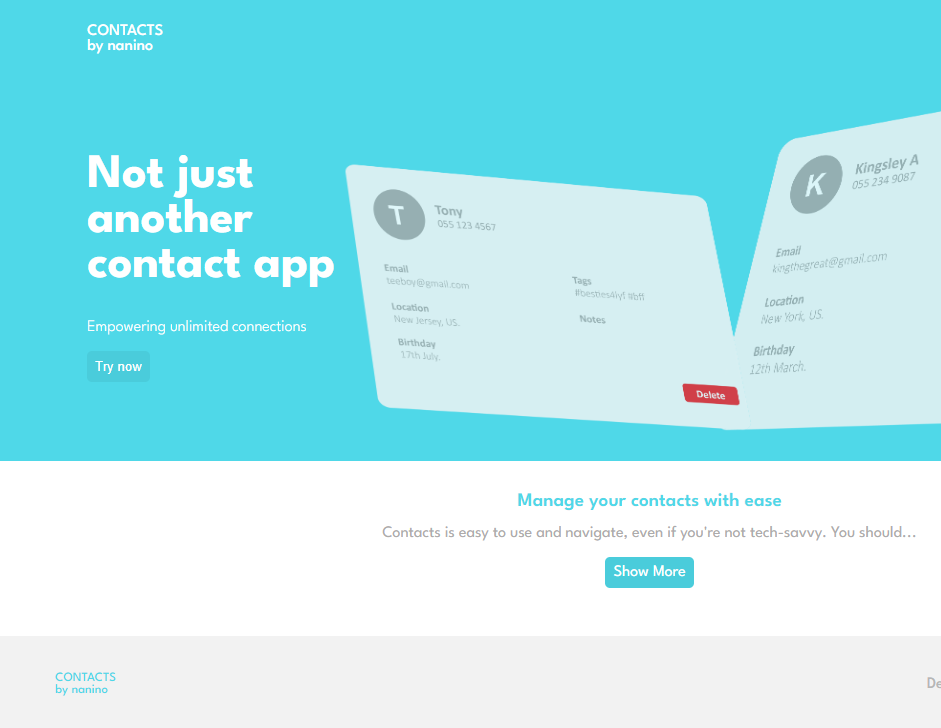 CONTACTS
by nanino
Not just
another
contact app
Empowering unlimited connections
Try now
T
Tony
055 123 4567
Email
teeboy@gmail.com
Location
New Jersey, US.
Birthday
17th July.
Tags
#besties4lyf #bff
Notes
Delete
K
Kingsley A
055 234 9087
Email
kingthegreat@gmail.com
Location
New York, US.
Birthday
12th March.
Manage your contacts with ease
Contacts is easy to use and navigate, even if you're not tech-savvy. You should...
Show More
CONTACTS
by nanino